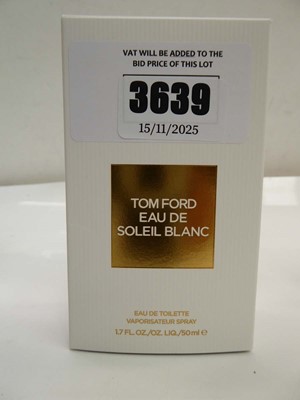 VAT WILL BE ADDED TO THE
BID PRICE OF THIS LOT
3639
15/11/2025
TOM FORD
EAU DE
SOLEIL BLANC
EAU DE TOILETTE
VAPORISATEUR SPRAY
1.7 FL.OZ./OZ. LIQ./50ml ℮